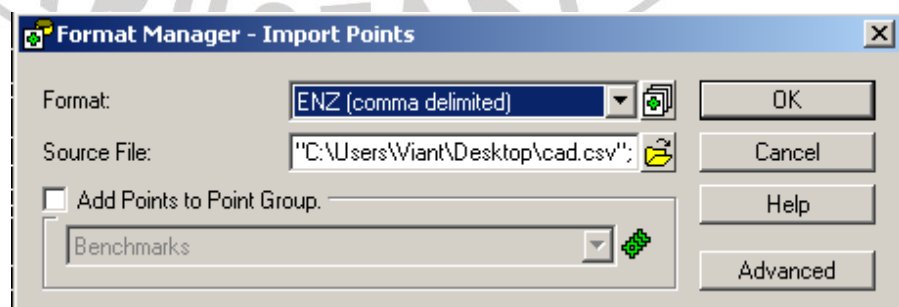 Format Manager - Import Points
Format: ENZ (comma delimited) OK
Source File: "C:\Users\Viant\Desktop\cad.csv"; Cancel
Add Points to Point Group. Help
Benchmarks
Advanced